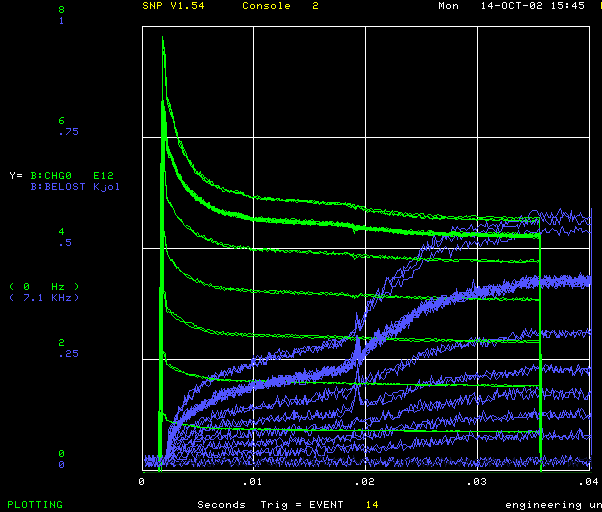 8
SNP V1.54 Console 2 Mon 14-OCT-02 15:45
1
6
.75
Y= B:CHG0 E12
B:BELOST Kjol
4
.5
( 0 Hz )
( 7.1 KHz)
2
.25
0
0
0 .01 .02 .03 .04
PLOTTING Seconds Trig = EVENT 14 engineering un